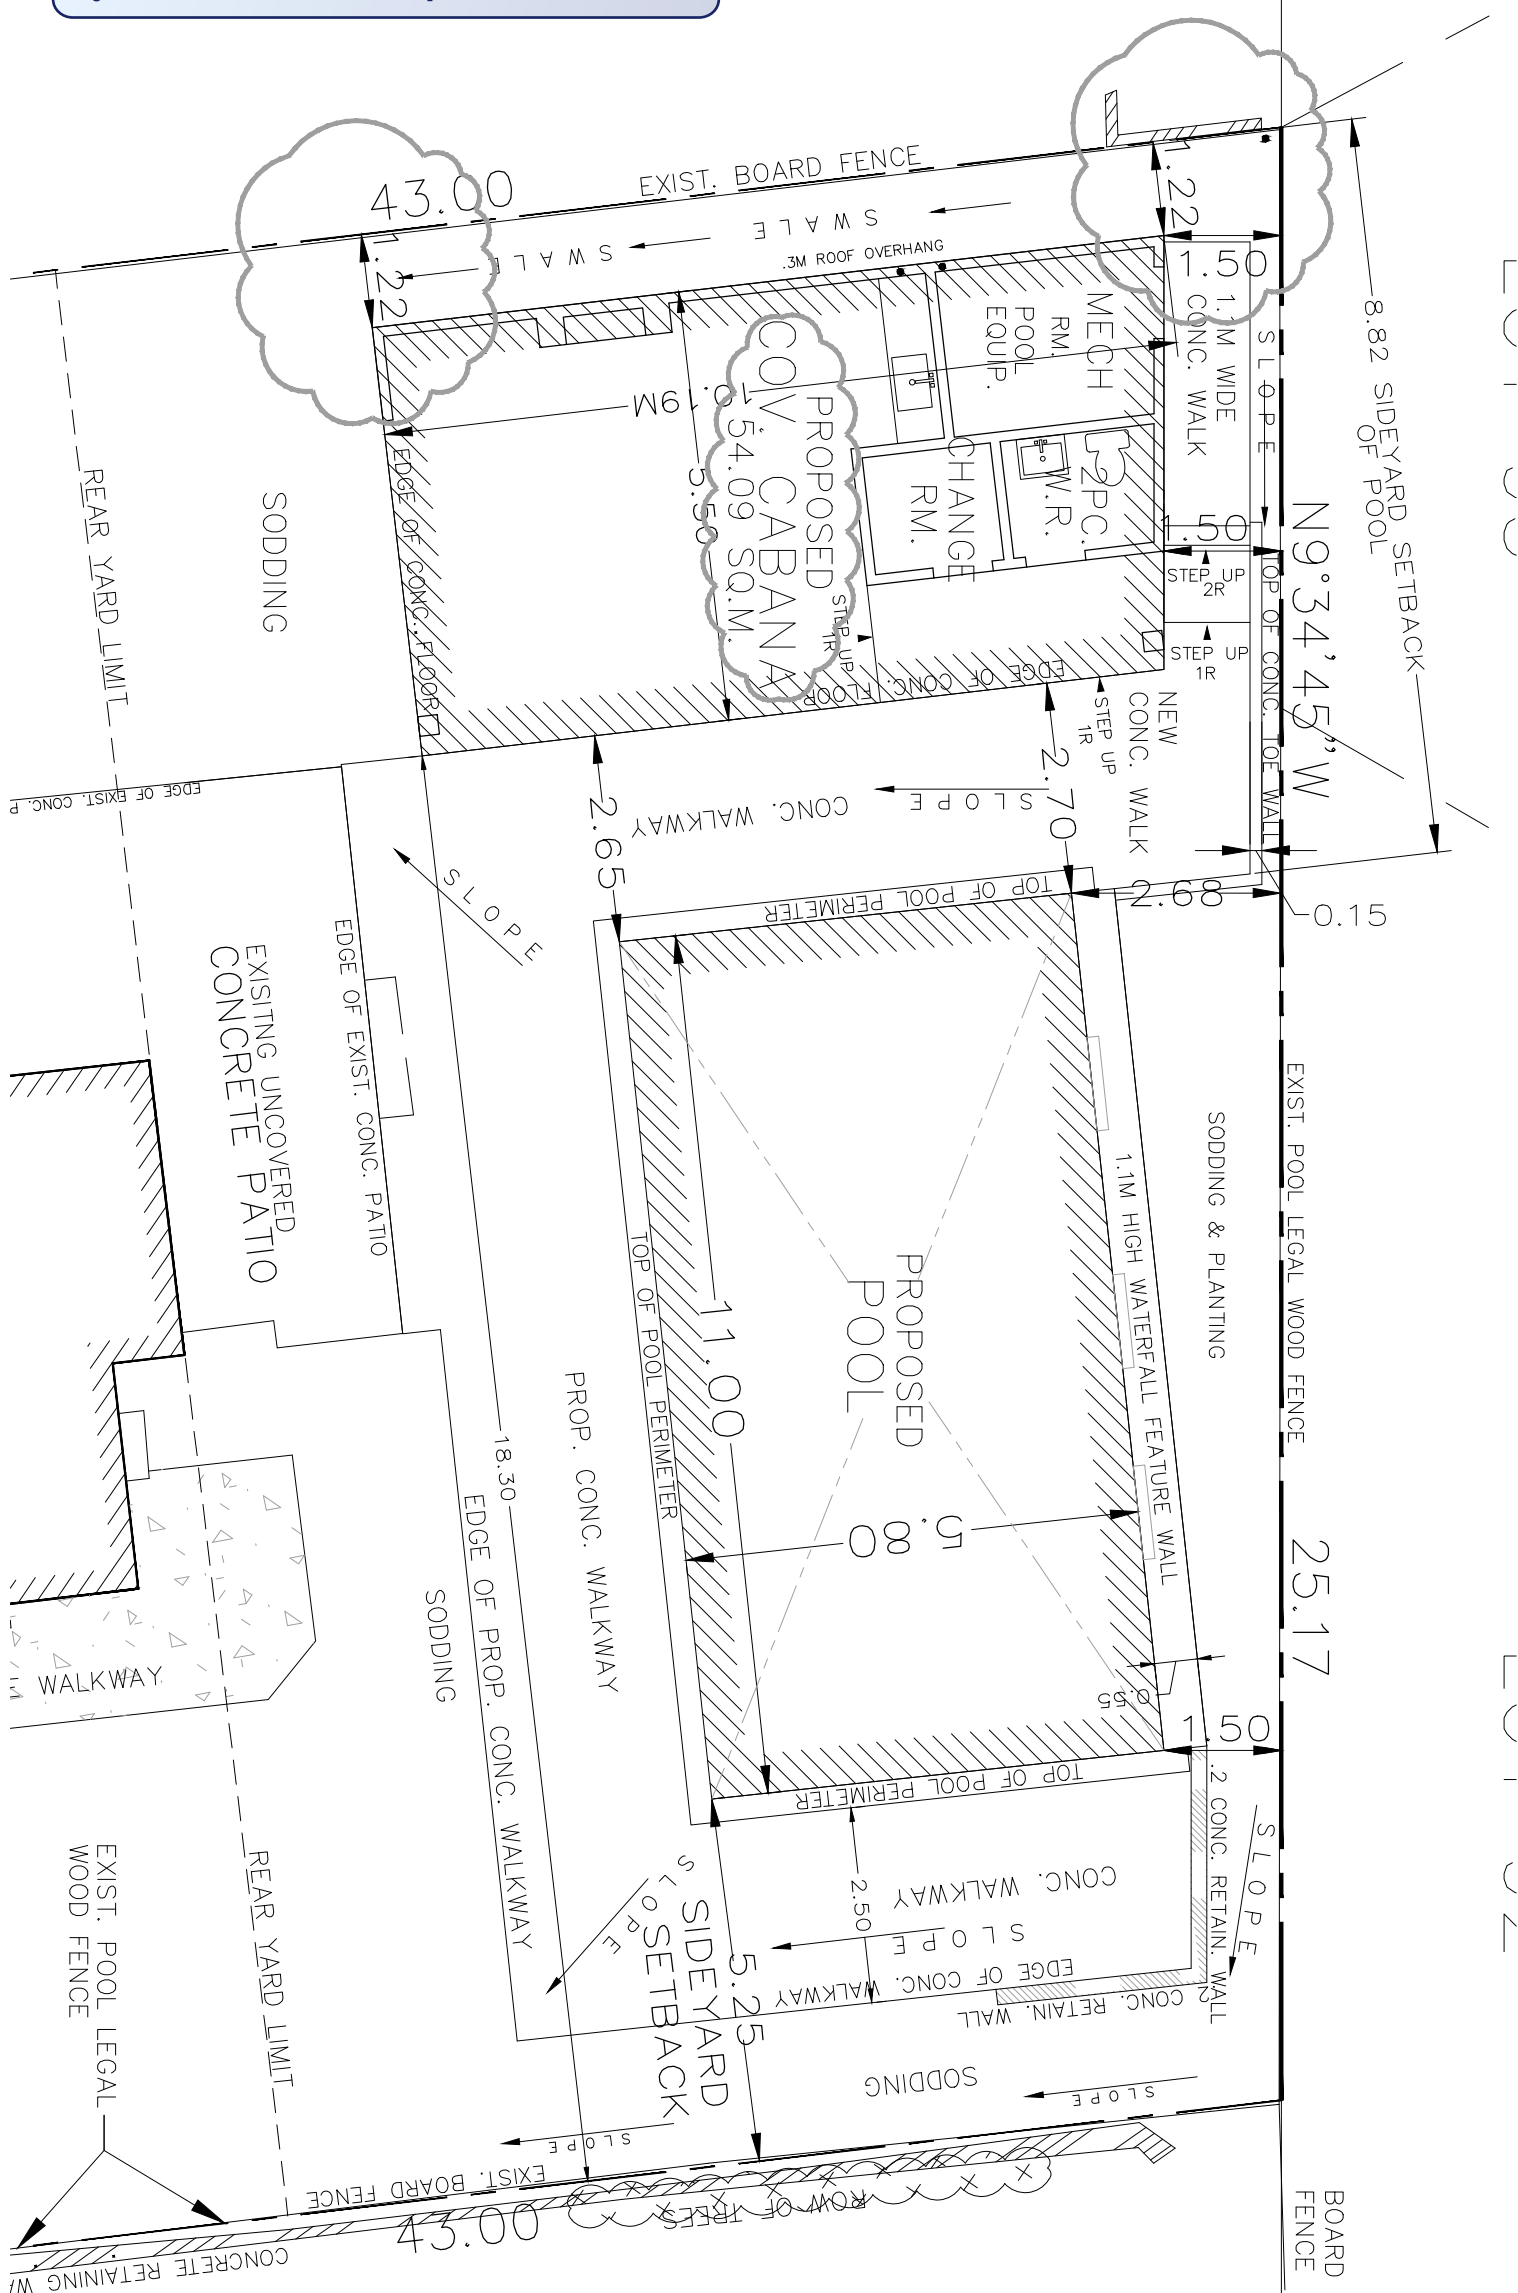 43.00
EXIST. BOARD FENCE
SWALE
SWALE
.3M ROOF OVERHANG
1.22
1.22
1.50
1.1M WIDE
CONC. WALK
SLOPE
8.82 SIDEYARD SETBACK
OF POOL
MECH
RM.
POOL
EQUIP.
10.19M
5.50
PROPOSED
COV. CABANA
54.09 SQ.M.
CHANGE
RM.
2PC.
W.R.
EDGE OF CONC. FLOOR
EDGE OF CONC. FLOOR
STEP UP
1R
1.50
STEP UP
2R
STEP UP
1R
STEP UP
1R
N9°34'45"W
TOP OF CONC. TOE WALL
NEW
CONC. WALK
SODDING
REAR YARD LIMIT
EDGE OF EXIST. CONC. P
2.65
2.70
CONC. WALKWAY
SLOPE
SLOPE
2.68
0.15
TOP OF POOL PERIMETER
EXISITNG UNCOVERED
CONCRETE PATIO
EDGE OF EXIST. CONC. PATIO
EXIST. POOL LEGAL WOOD FENCE
SODDING & PLANTING
1.1M HIGH WATERFALL FEATURE WALL
TOP OF POOL PERIMETER
11.00
PROPOSED
POOL
5.80
18.30
PROP. CONC. WALKWAY
EDGE OF PROP. CONC. WALKWAY
SODDING
25.17
WALKWAY
0.55
1.50
TOP OF POOL PERIMETER
.2 CONC. RETAIN. WALL
SLOPE
CONC. WALKWAY
2.50
SLOPE
SLOPE
EDGE OF CONC. WALKWAY
.2 CONC. RETAIN. WALL
5.25
SIDEYARD
SETBACK
EXIST. POOL LEGAL
WOOD FENCE
REAR YARD LIMIT
SODDING
SLOPE
SLOPE
EXIST. BOARD FENCE
ROW OF TREES
43.00
CONCRETE RETAINING WA
BOARD
FENCE